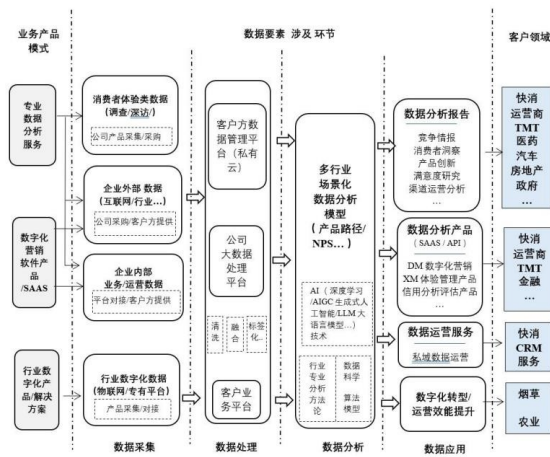 业务产品
模式
数据要素 涉及 环节
客户领域
专业
数据
分析
服务
数字化
营销
软件产品
/SAAS
行业数字
化产品
/解决
方案
消费者体验类数据
(调查/深访/)
公司产品采集/采购
企业外部 数据
(互联网/行业...)
公司采购/客户方提供
企业内部
业务/运营数据
平台对接/客户方提供
行业数字化数据
(物联网/专有平台)
产品采集/对接
数据采集
客户方数
据管理平
台（私有
云）
公司
大数据
处理
平台
清洗
融合
标签化...
客户业
务平台
数据处理
多行业
场景化
数据分析
模型
（产品路径/
NPS...）
AI（深度学习
/AIGC 生成式人
工智能/LLM 大
语言模型...）
技术
行业
专业
分析
方法
论
数据
科学
算法
模型
数据分析
数据分析报告
竞争情报
消费者洞察
产品创新
满意度研究
渠道运营分析
...
数据分析产品
（SAAS / API）
DM 数字化营销
XM 体验管理产品
信用分析评估产品
...
数据运营服务
私域数据运营
数字化转型/
运营效能提升
数据应用
快消
运营商
TMT
医药
汽车
房地产
政府
...
快消
运营商
TMT
金融
...
快消
CRM
服务
烟草
农业